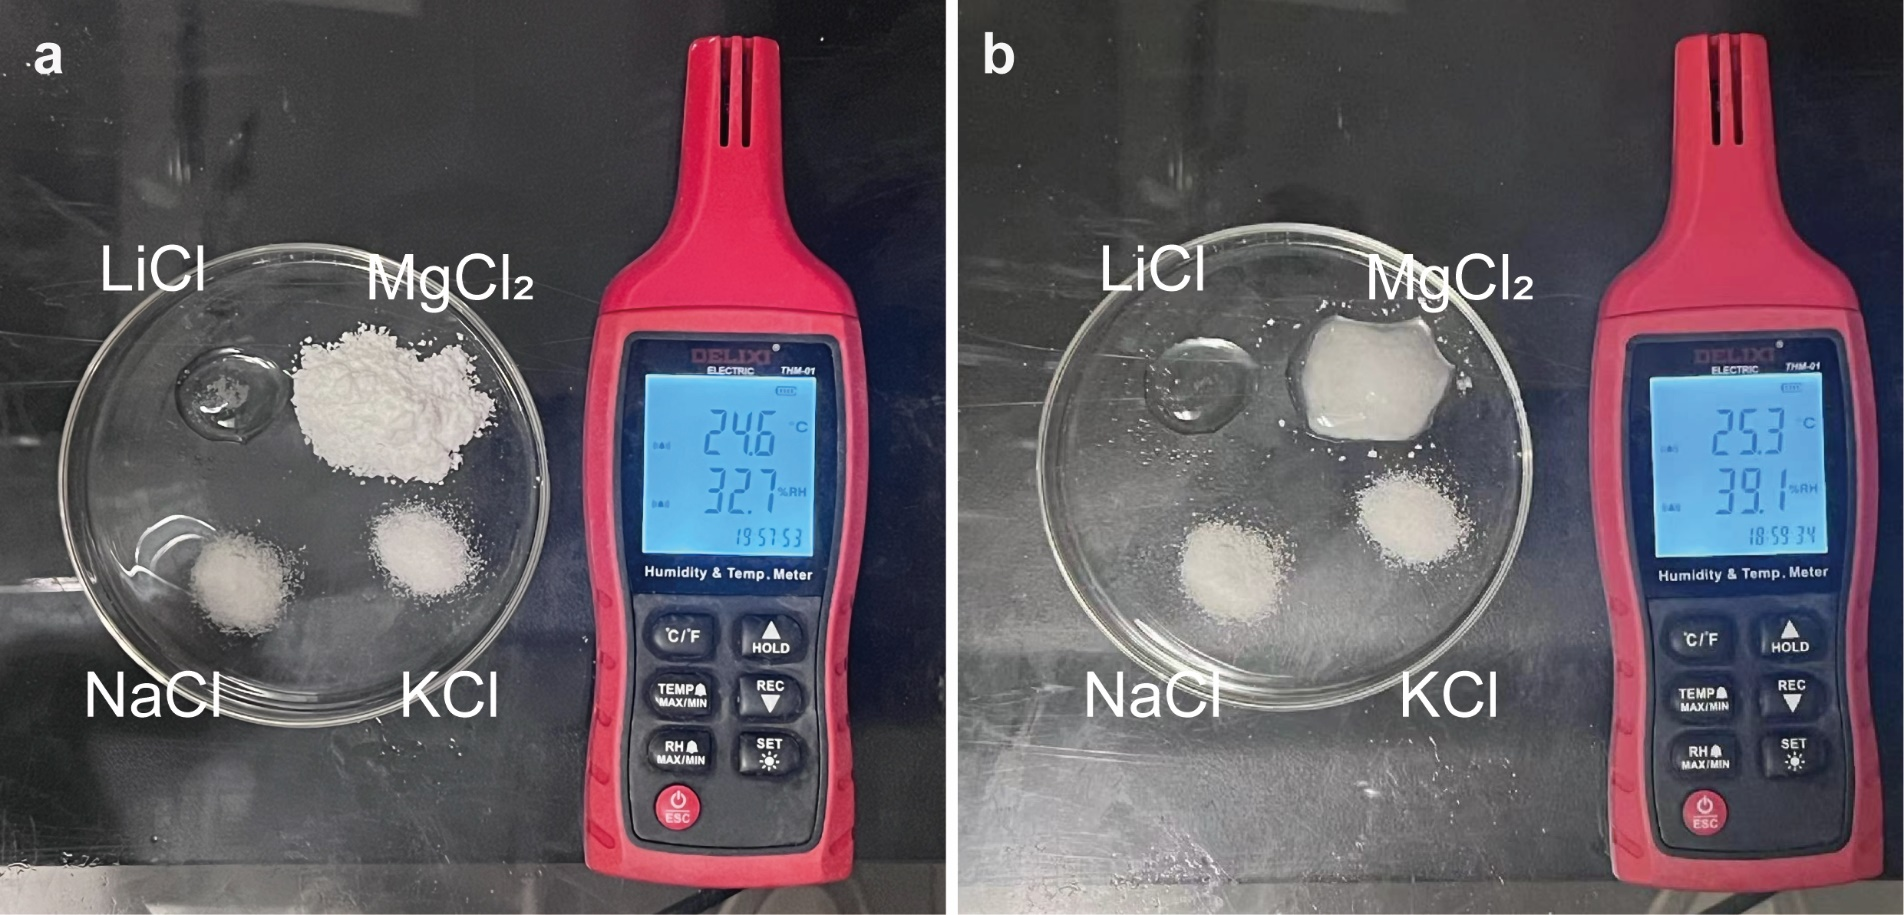 a
LiCl
MgCl₂
NaCl
KCl
DELIXI
ELECTRIC
THM-01
24.6 °C
32.7 %RH
19:57 53
Humidity & Temp. Meter
°C/°F
▲
HOLD
TEMP
MAX/MIN
REC
▼
RH
MAX/MIN
SET
ESC
b
LiCl
MgCl₂
NaCl
KCl
DELIXI
ELECTRIC
THM-01
25.3 °C
39.1 %RH
18:59 34
Humidity & Temp. Meter
°C/°F
▲
HOLD
TEMP
MAX/MIN
REC
▼
RH
MAX/MIN
SET
ESC